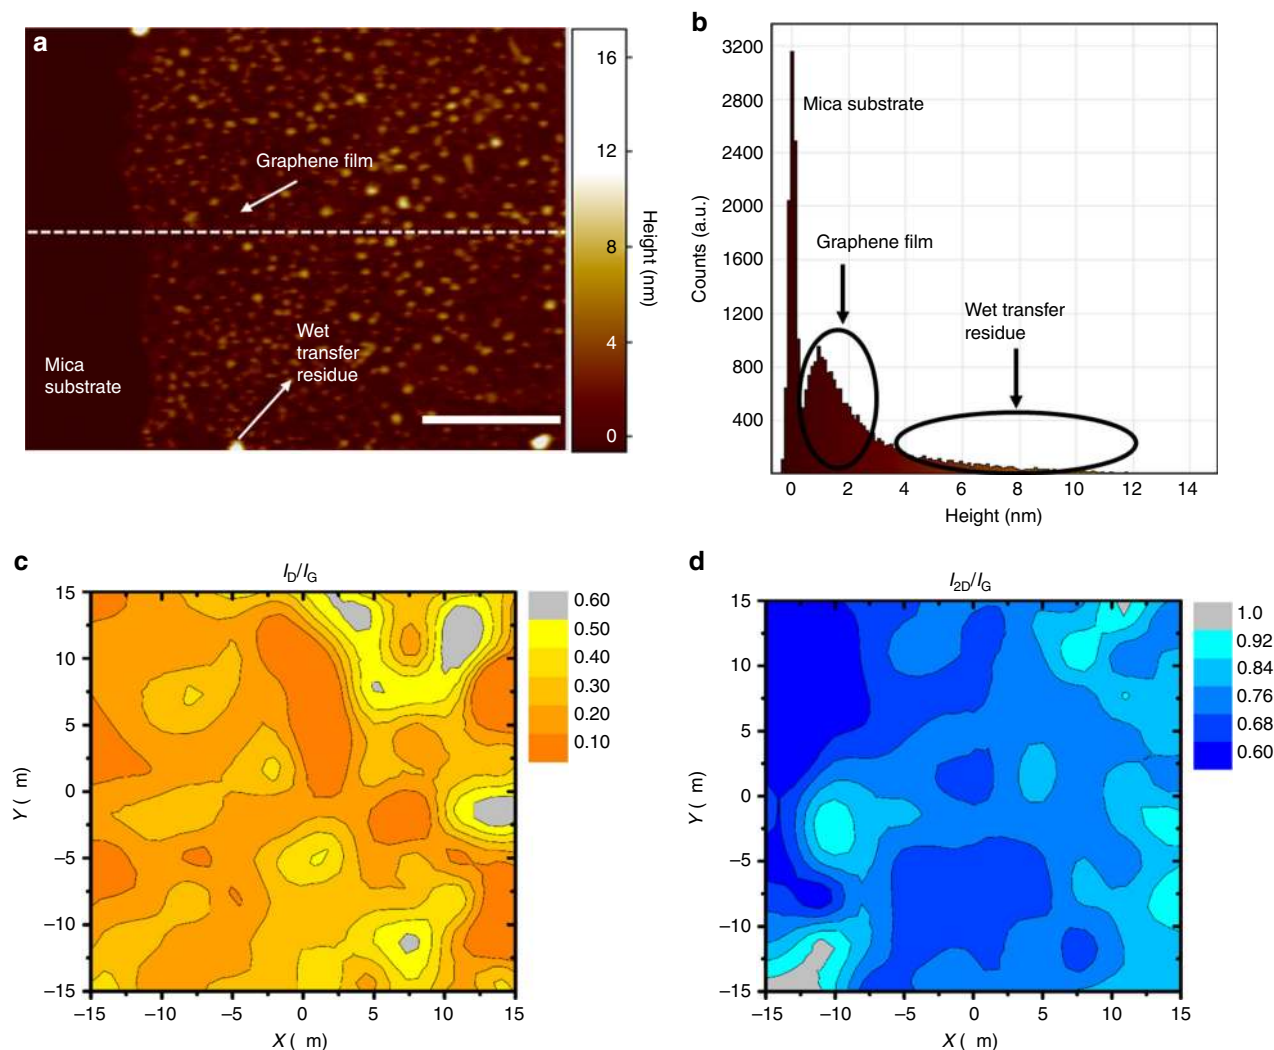 a
Graphene film
Wet
transfer
residue
Mica
substrate
16
12
8
4
0
Height (nm)
b
3200
2800
2400
2000
1600
1200
800
400
Counts (a.u.)
Mica substrate
Graphene film
Wet transfer
residue
0 2 4 6 8 10 12 14
Height (nm)
c
I_D/I_G
15
10
5
0
−5
−10
−15
Y ( m)
−15 −10 −5 0 5 10 15
X ( m)
0.60
0.50
0.40
0.30
0.20
0.10
d
I_2D/I_G
15
10
5
0
−5
−10
−15
Y ( m)
−15 −10 −5 0 5 10 15
X ( m)
1.0
0.92
0.84
0.76
0.68
0.60